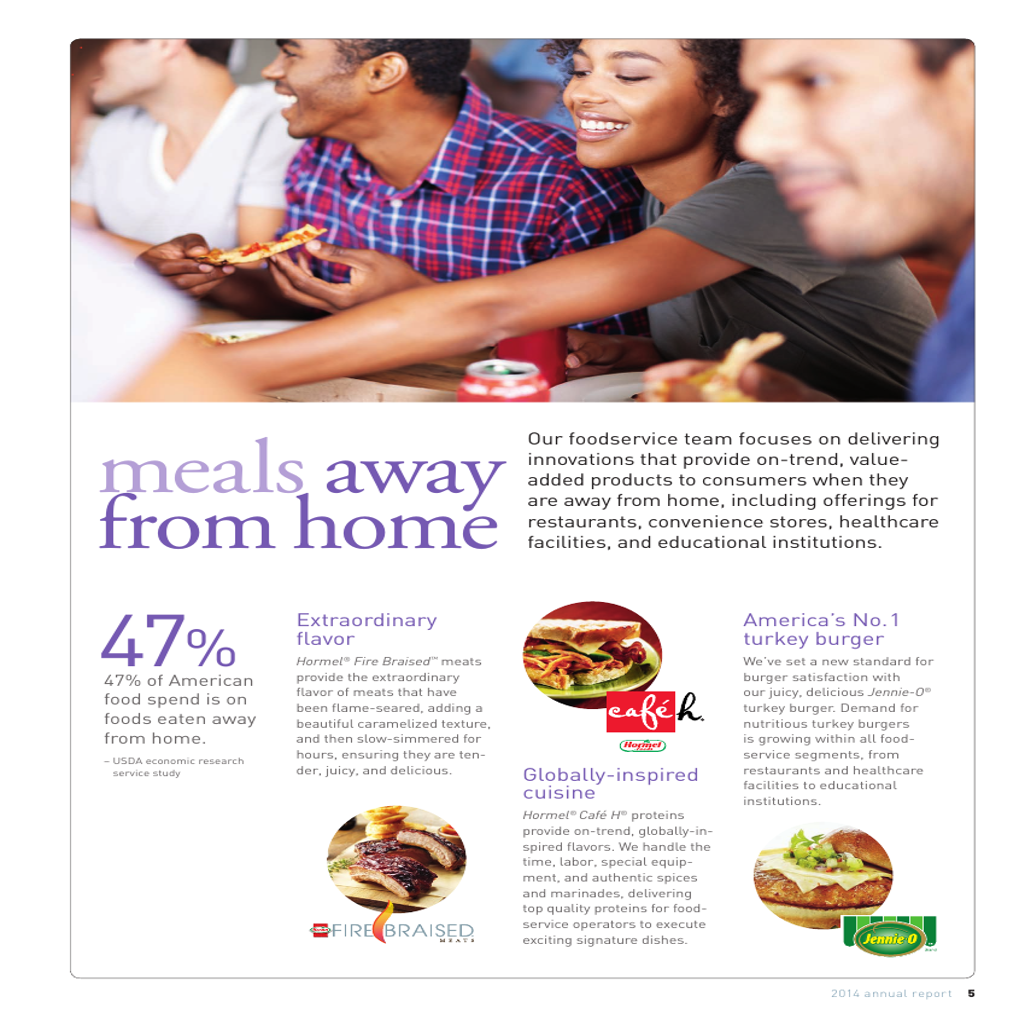 meals away
from home
Our foodservice team focuses on delivering
innovations that provide on-trend, value-
added products to consumers when they
are away from home, including offerings for
restaurants, convenience stores, healthcare
facilities, and educational institutions.
47%
47% of American
food spend is on
foods eaten away
from home.
– USDA economic research
service study
Extraordinary
flavor
Hormel® Fire Braised™ meats
provide the extraordinary
flavor of meats that have
been flame-seared, adding a
beautiful caramelized texture,
and then slow-simmered for
hours, ensuring they are ten-
der, juicy, and delicious.
FIRE BRAISED
MEATS
café h.
Hormel
Globally-inspired
cuisine
Hormel® Café H® proteins
provide on-trend, globally-in-
spired flavors. We handle the
time, labor, special equip-
ment, and authentic spices
and marinades, delivering
top quality proteins for food-
service operators to execute
exciting signature dishes.
America's No.1
turkey burger
We've set a new standard for
burger satisfaction with
our juicy, delicious Jennie-O®
turkey burger. Demand for
nutritious turkey burgers
is growing within all food-
service segments, from
restaurants and healthcare
facilities to educational
institutions.
Jennie-O
2014 annual report 5